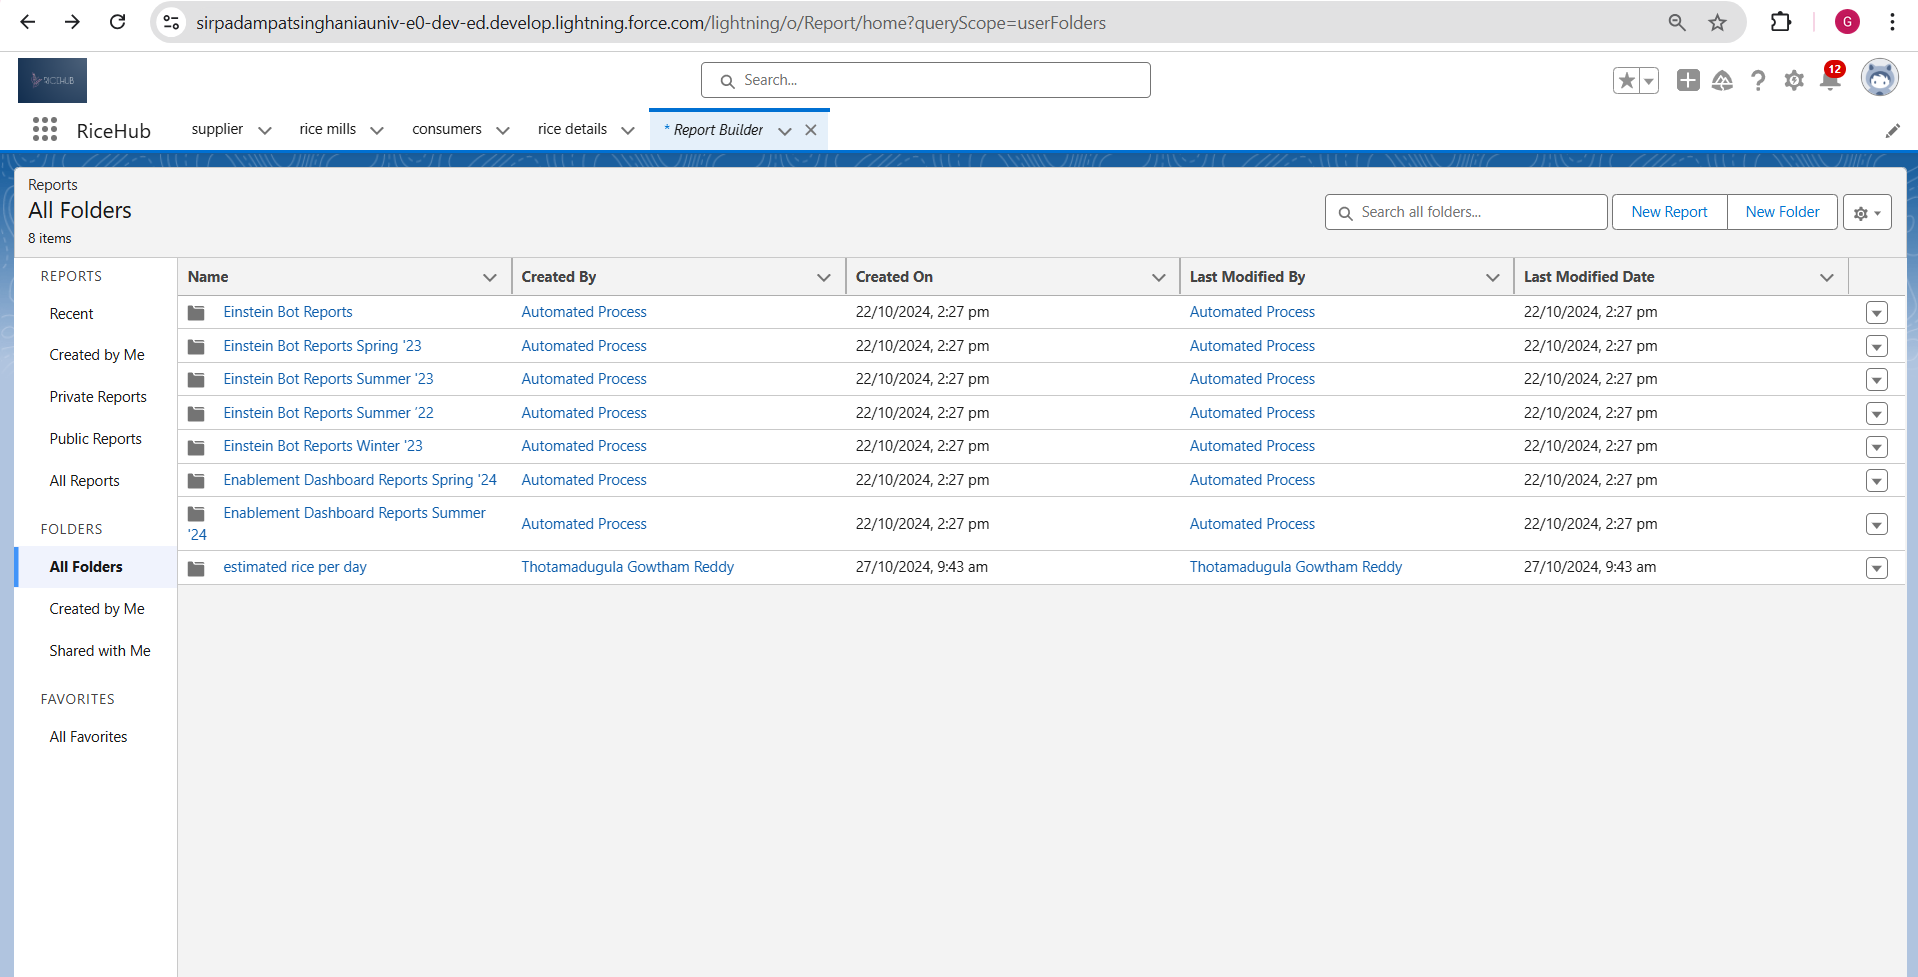 sirpadampatsinghaniauniv-e0-dev-ed.develop.lightning.force.com/lightning/o/Report/home?queryScope=userFolders
G
RICEHUB
Search...
12
RiceHub
supplier
rice mills
consumers
rice details
* Report Builder
Reports
All Folders
8 items
Search all folders...
New Report
New Folder
REPORTS
Recent
Created by Me
Private Reports
Public Reports
All Reports
FOLDERS
All Folders
Created by Me
Shared with Me
FAVORITES
All Favorites
Name Created By Created On Last Modified By Last Modified Date
Einstein Bot Reports Automated Process 22/10/2024, 2:27 pm Automated Process 22/10/2024, 2:27 pm
Einstein Bot Reports Spring '23 Automated Process 22/10/2024, 2:27 pm Automated Process 22/10/2024, 2:27 pm
Einstein Bot Reports Summer '23 Automated Process 22/10/2024, 2:27 pm Automated Process 22/10/2024, 2:27 pm
Einstein Bot Reports Summer ’22 Automated Process 22/10/2024, 2:27 pm Automated Process 22/10/2024, 2:27 pm
Einstein Bot Reports Winter '23 Automated Process 22/10/2024, 2:27 pm Automated Process 22/10/2024, 2:27 pm
Enablement Dashboard Reports Spring '24 Automated Process 22/10/2024, 2:27 pm Automated Process 22/10/2024, 2:27 pm
Enablement Dashboard Reports Summer
'24 Automated Process 22/10/2024, 2:27 pm Automated Process 22/10/2024, 2:27 pm
estimated rice per day Thotamadugula Gowtham Reddy 27/10/2024, 9:43 am Thotamadugula Gowtham Reddy 27/10/2024, 9:43 am